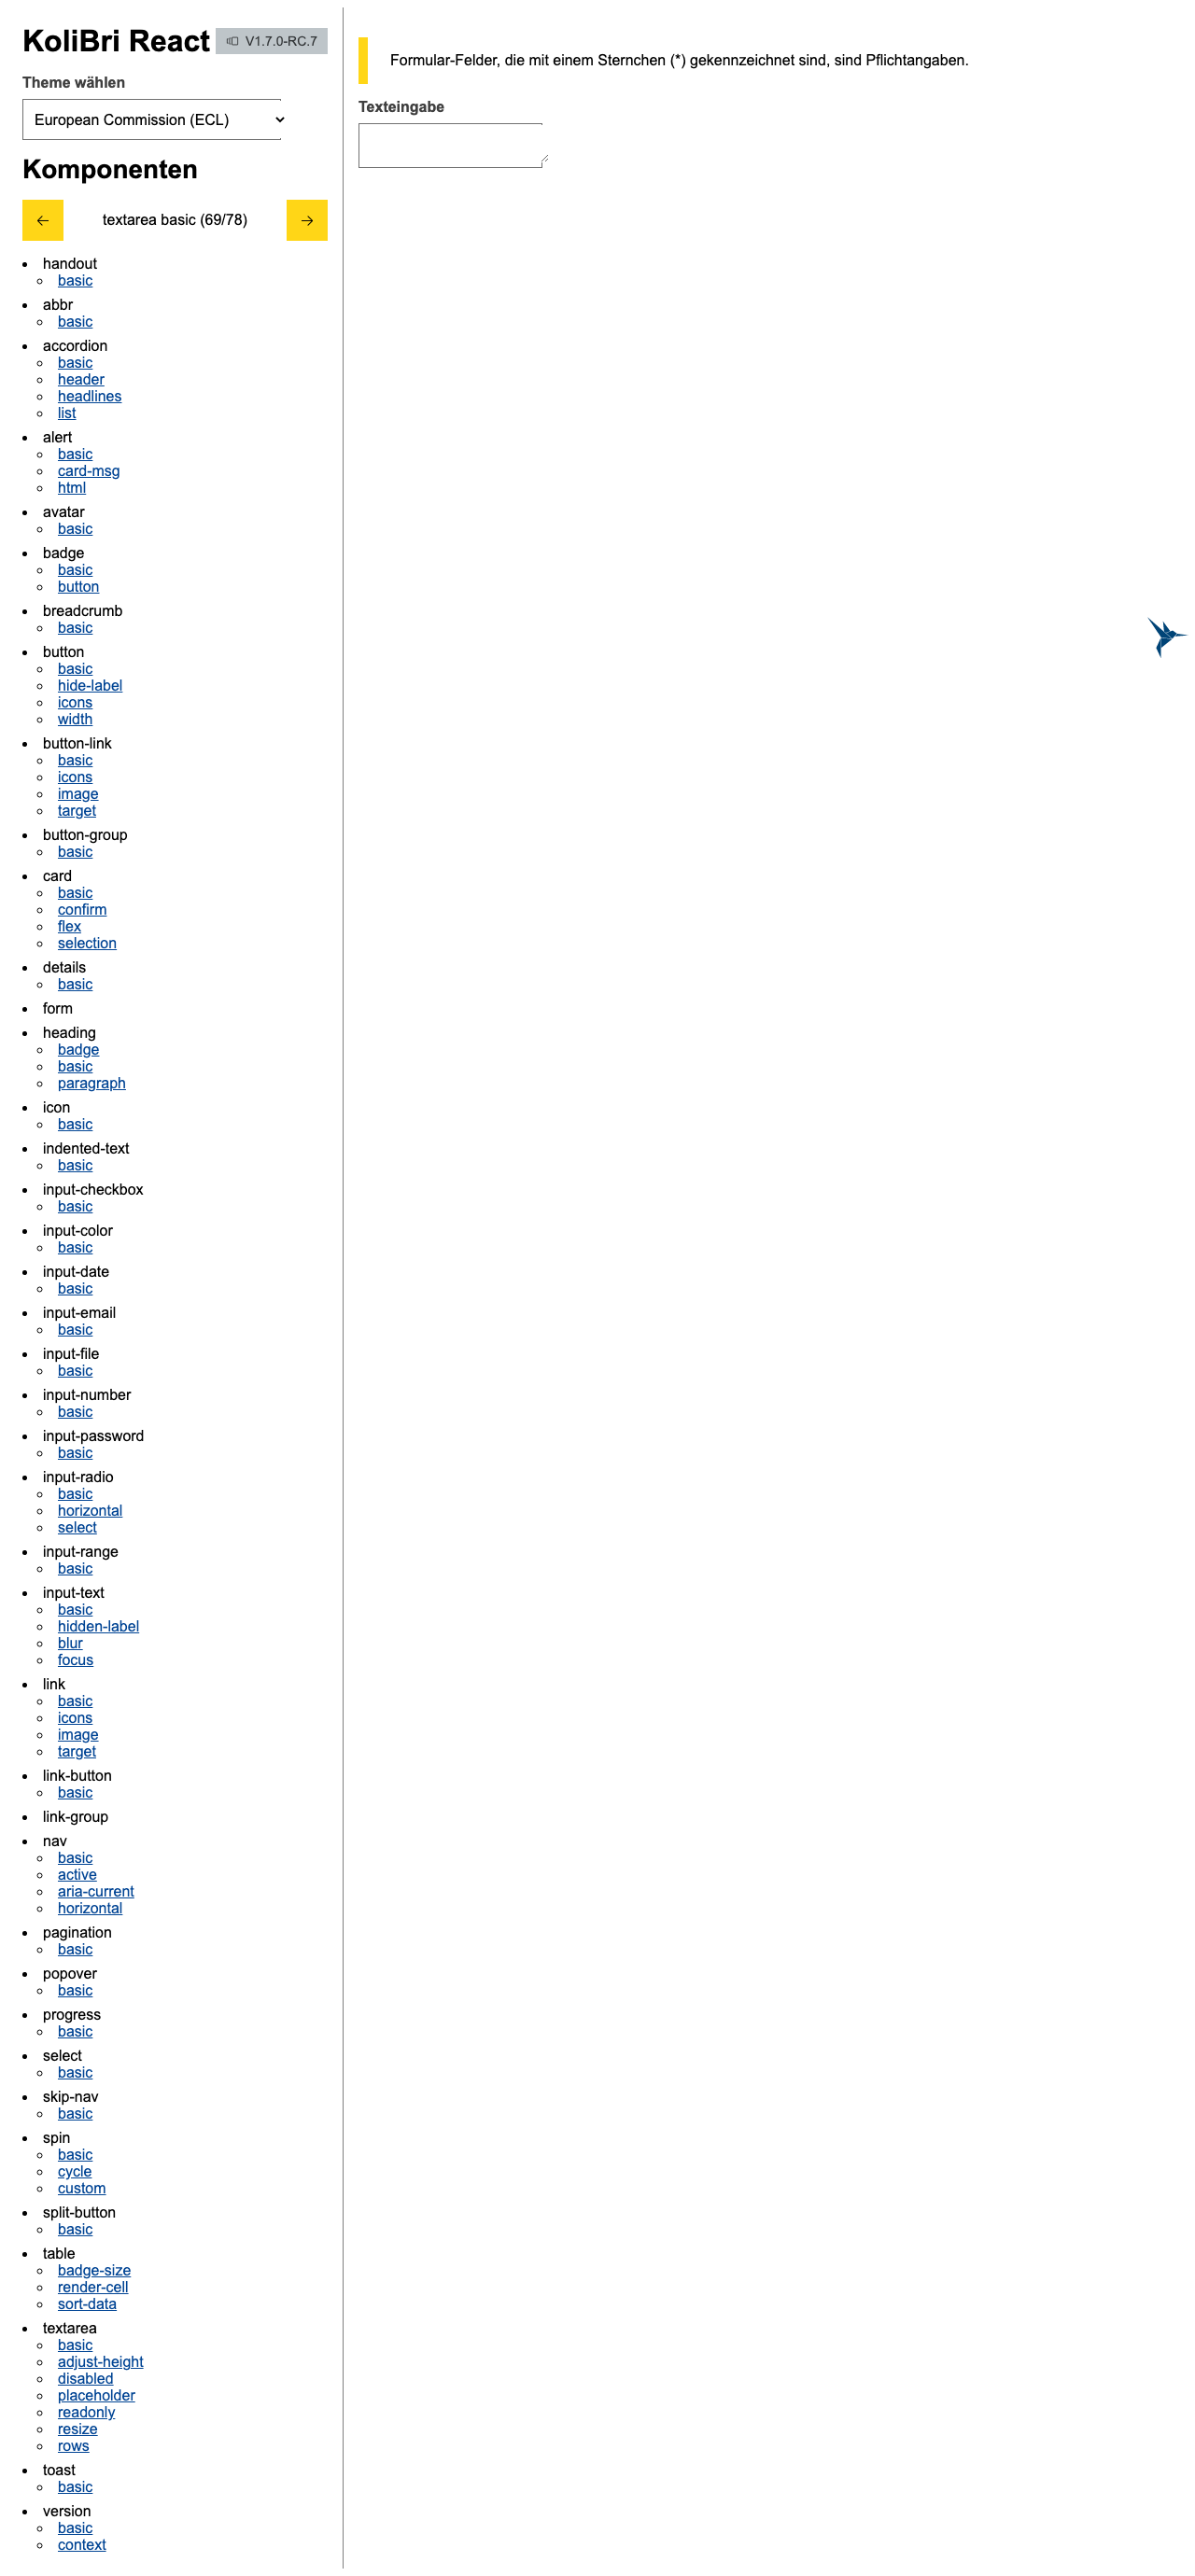 KoliBri React V1.7.0-RC.7
Theme wählen
European Commission (ECL)
Komponenten
textarea basic (69/78)
handout
basic
abbr
basic
accordion
basic
header
headlines
list
alert
basic
card-msg
html
avatar
basic
badge
basic
button
breadcrumb
basic
button
basic
hide-label
icons
width
button-link
basic
icons
image
target
button-group
basic
card
basic
confirm
flex
selection
details
basic
form
heading
badge
basic
paragraph
icon
basic
indented-text
basic
input-checkbox
basic
input-color
basic
input-date
basic
input-email
basic
input-file
basic
input-number
basic
input-password
basic
input-radio
basic
horizontal
select
input-range
basic
input-text
basic
hidden-label
blur
focus
link
basic
icons
image
target
link-button
basic
link-group
nav
basic
active
aria-current
horizontal
pagination
basic
popover
basic
progress
basic
select
basic
skip-nav
basic
spin
basic
cycle
custom
split-button
basic
table
badge-size
render-cell
sort-data
textarea
basic
adjust-height
disabled
placeholder
readonly
resize
rows
toast
basic
version
basic
context
Formular-Felder, die mit einem Sternchen (*) gekennzeichnet sind, sind Pflichtangaben.
Texteingabe